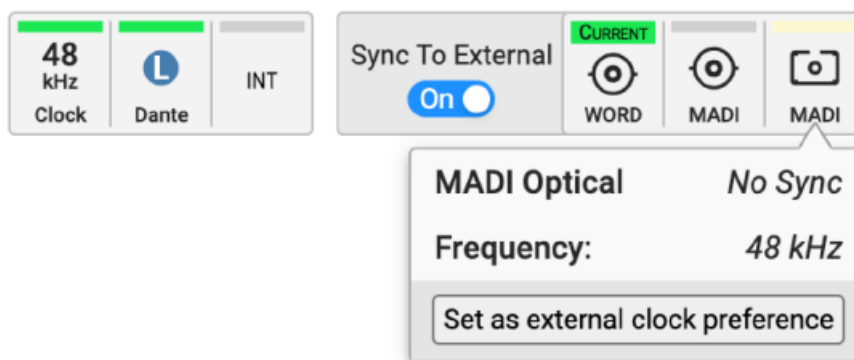 48
kHz
Clock
L
Dante
INT
Sync To External
On
CURRENT
WORD
MADI
MADI
MADI Optical No Sync
Frequency: 48 kHz
Set as external clock preference